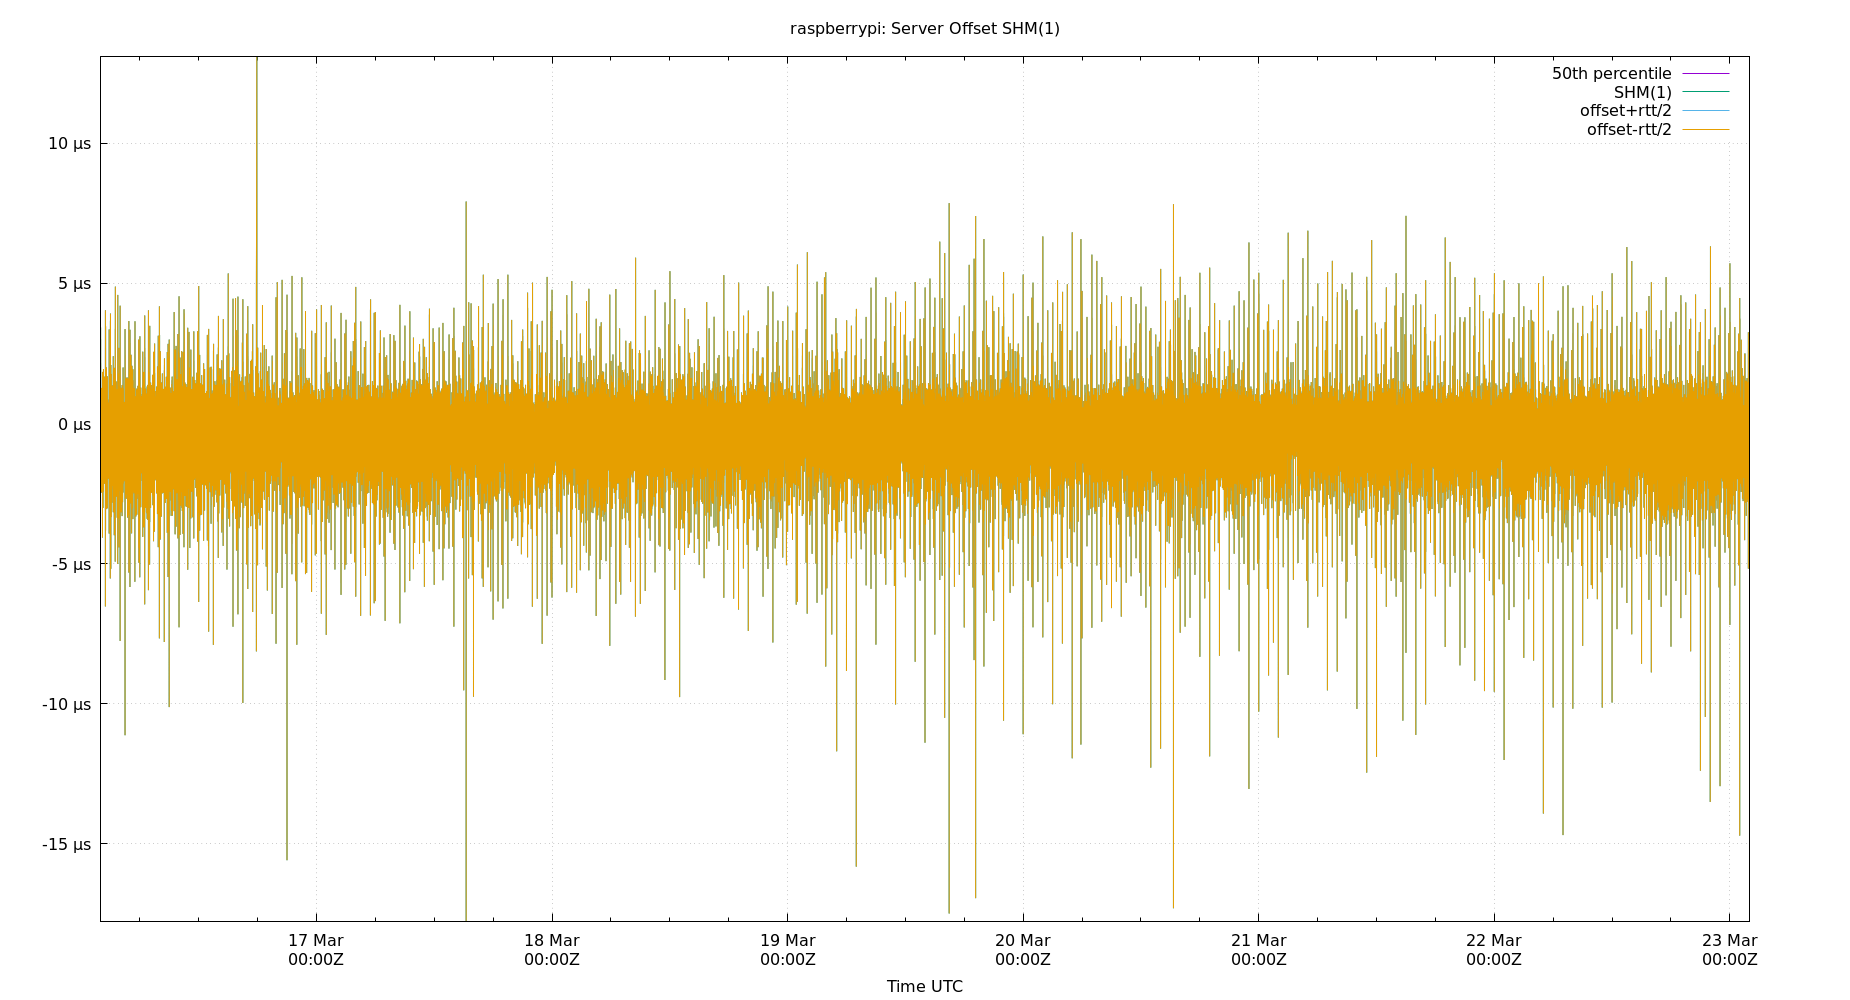 raspberrypi: Server Offset SHM(1)
50th percentile
SHM(1)
offset+rtt/2
offset-rtt/2
10 µs
5 µs
0 µs
-5 µs
-10 µs
-15 µs
17 Mar 18 Mar 19 Mar 20 Mar 21 Mar 22 Mar 23 Mar
00:00Z 00:00Z 00:00Z 00:00Z 00:00Z 00:00Z 00:00Z
Time UTC